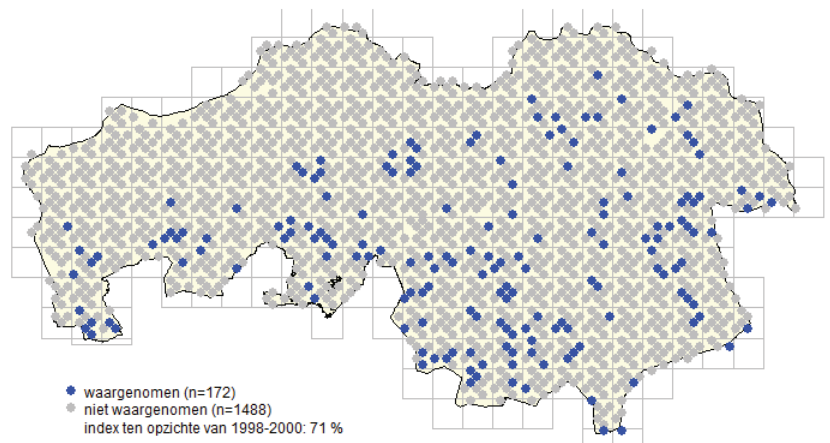 waargenomen (n=172)
niet waargenomen (n=1488)
index ten opzichte van 1998-2000: 71 %